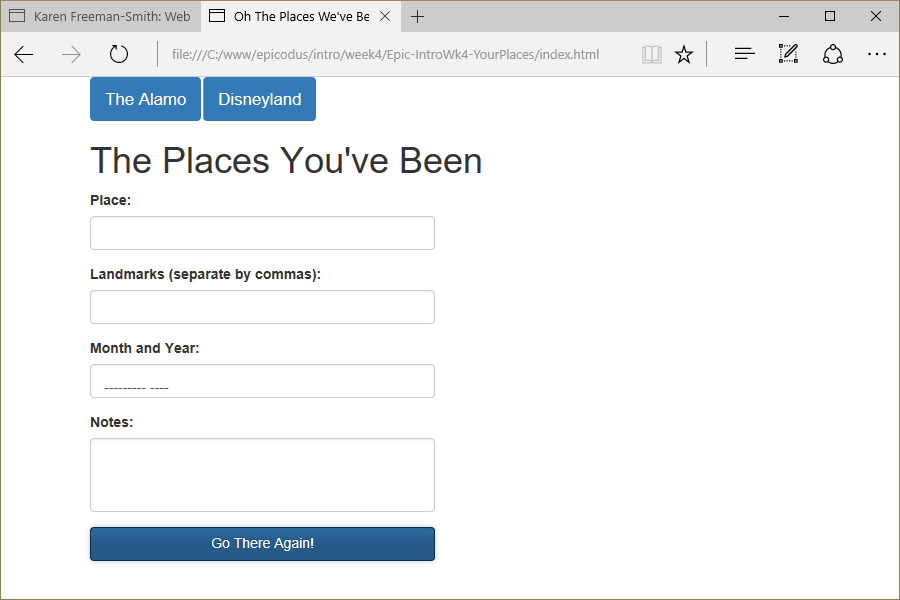 Karen Freeman-Smith: Web
Oh The Places We've Be
file:///C:/www/epicodus/intro/week4/Epic-IntroWk4-YourPlaces/index.html
The Alamo Disneyland
The Places You've Been
Place:
Landmarks (separate by commas):
Month and Year:
--------- ----
Notes:
Go There Again!